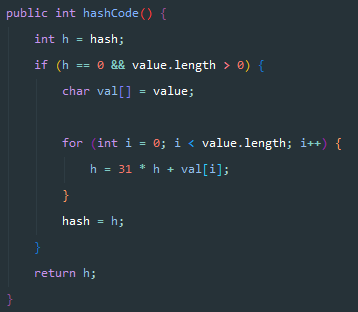 public int hashCode() {
int h = hash;
if (h == 0 && value.length > 0) {
char val[] = value;
for (int i = 0; i < value.length; i++) {
h = 31 * h + val[i];
}
hash = h;
}
return h;
}